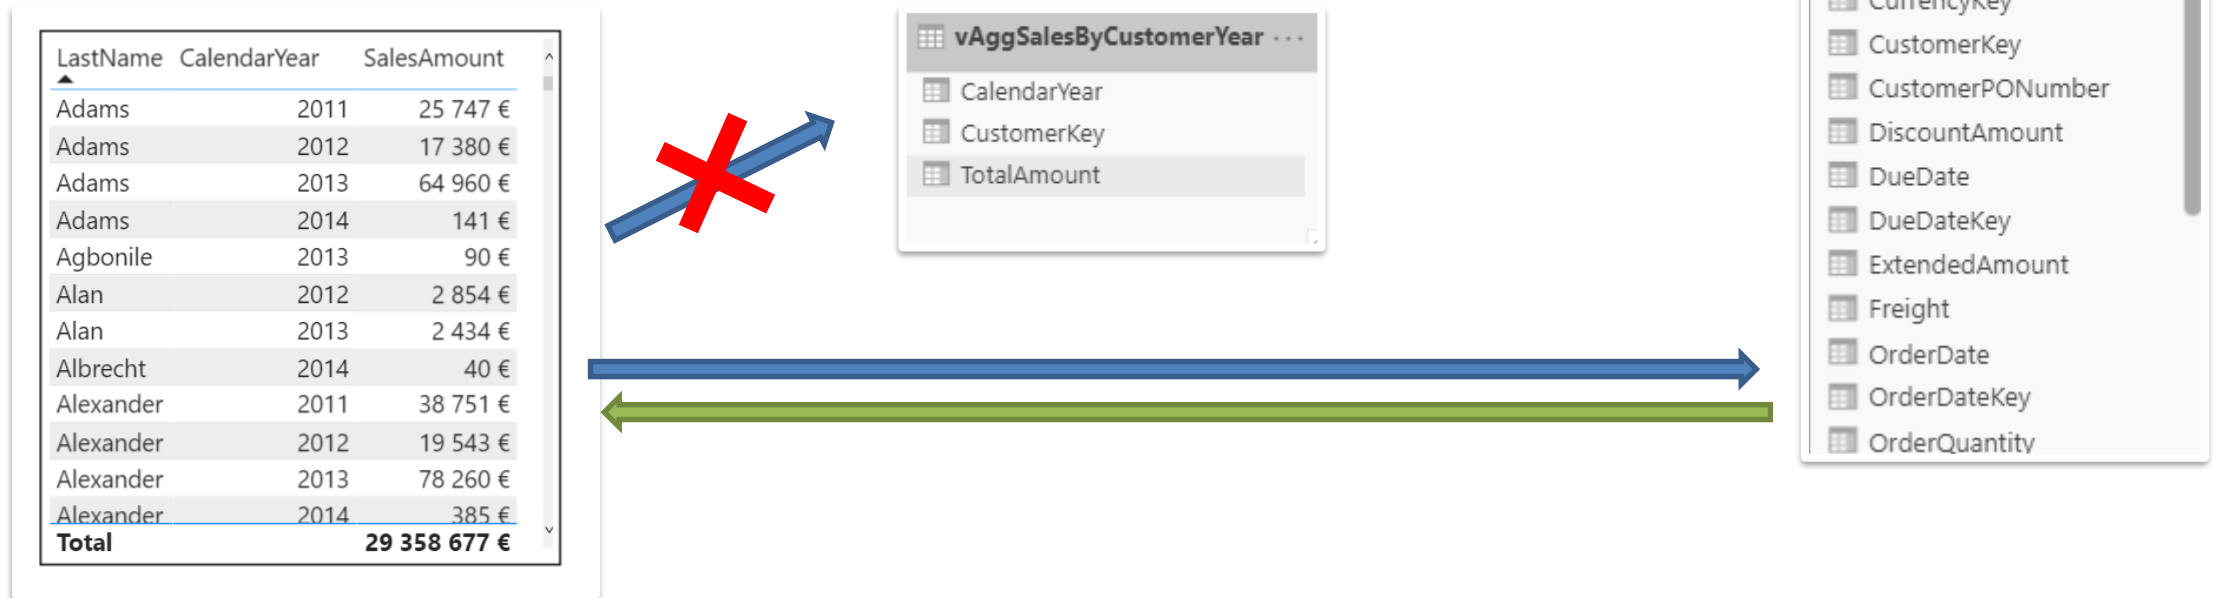 LastName CalendarYear SalesAmount
Adams 2011 25 747 €
Adams 2012 17 380 €
Adams 2013 64 960 €
Adams 2014 141 €
Agbonile 2013 90 €
Alan 2012 2 854 €
Alan 2013 2 434 €
Albrecht 2014 40 €
Alexander 2011 38 751 €
Alexander 2012 19 543 €
Alexander 2013 78 260 €
Alexander 2014 385 €
Total 29 358 677 €
vAggSalesByCustomerYear ...
CalendarYear
CustomerKey
TotalAmount
CurrencyKey
CustomerKey
CustomerPONumber
DiscountAmount
DueDate
DueDateKey
ExtendedAmount
Freight
OrderDate
OrderDateKey
OrderQuantity